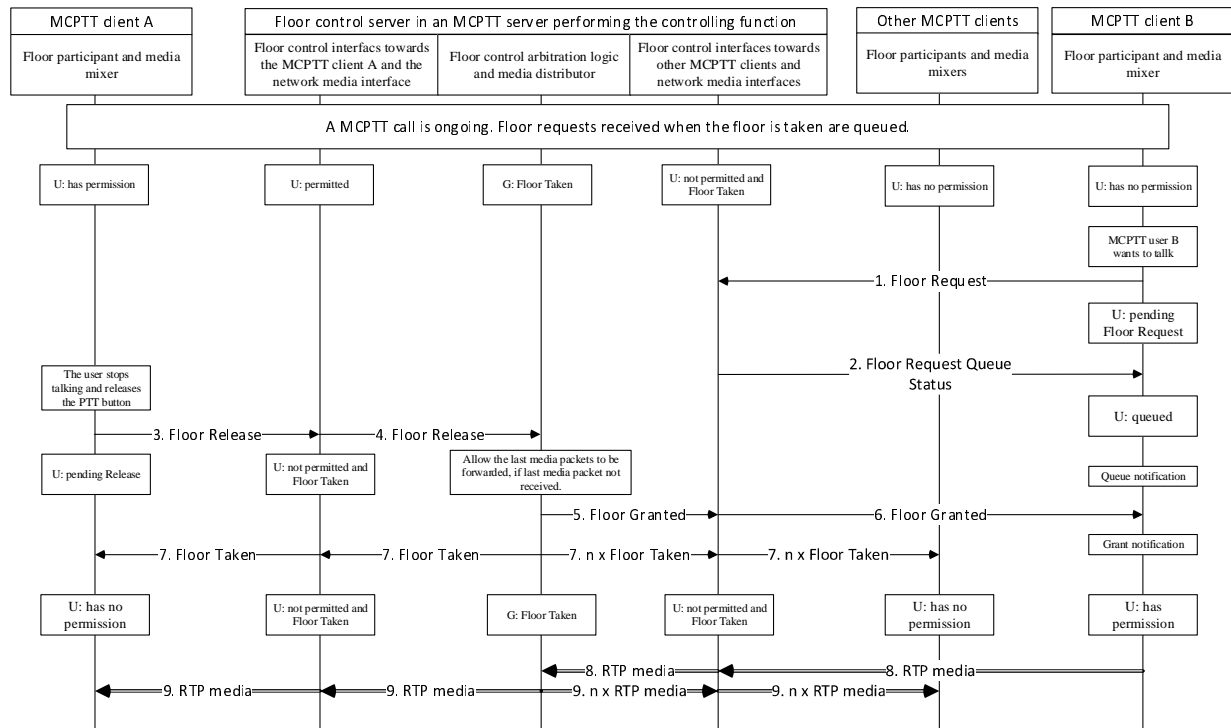 MCPTT client A
Floor control server in an MCPTT server performing the controlling function
Other MCPTT clients
MCPTT client B
Floor participant and media
mixer
Floor control interfacs towards
the MCPTT client A and the
network media interface
Floor control arbitration logic
and media distributor
Floor control interfaces towards
other MCPTT clients and
network media interfaces
Floor participants and media
mixers
Floor participant and media
mixer
A MCPTT call is ongoing. Floor requests received when the floor is taken are queued.
U: has permission
U: permitted
G: Floor Taken
U: not permitted and
Floor Taken
U: has no permission
U: has no permission
MCPTT user B
wants to tallk
1. Floor Request
U: pending
Floor Request
2. Floor Request Queue
Status
The user stops
talking and releases
the PTT button
U: queued
3. Floor Release
4. Floor Release
U: pending Release
U: not permitted and
Floor Taken
Allow the last media packets to be
forwarded, if last media packet not
received.
Queue notification
5. Floor Granted
6. Floor Granted
Grant notification
7. Floor Taken
7. Floor Taken
7. n x Floor Taken
7. n x Floor Taken
U: has no
permission
U: not permitted and
Floor Taken
G: Floor Taken
U: not permitted and
Floor Taken
U: has no
permission
U: has
permission
8. RTP media
8. RTP media
9. RTP media
9. RTP media
9. n x RTP media
9. n x RTP media